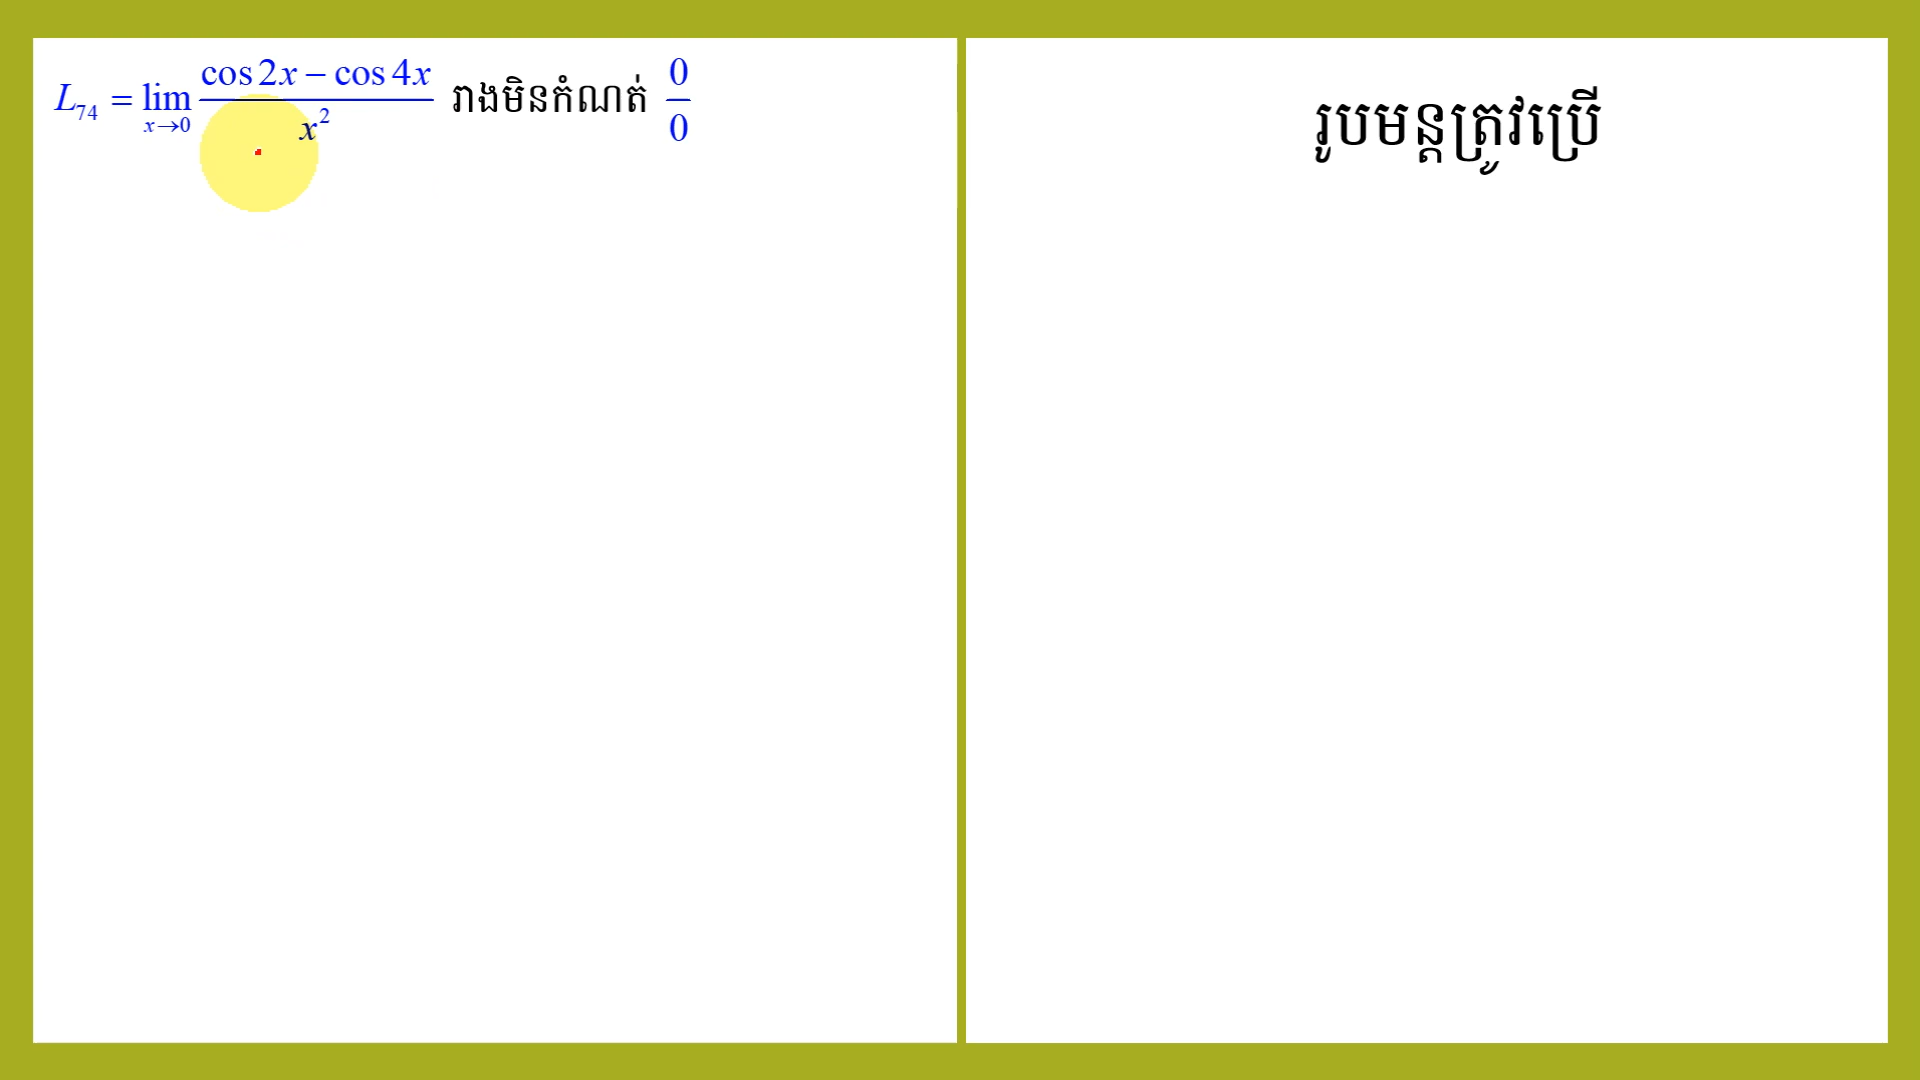 L₇₄ = lim x→0 (cos 2x − cos 4x)/x² រាងមិនកំណត់ 0/0
រូបមន្តត្រូវប្រើ